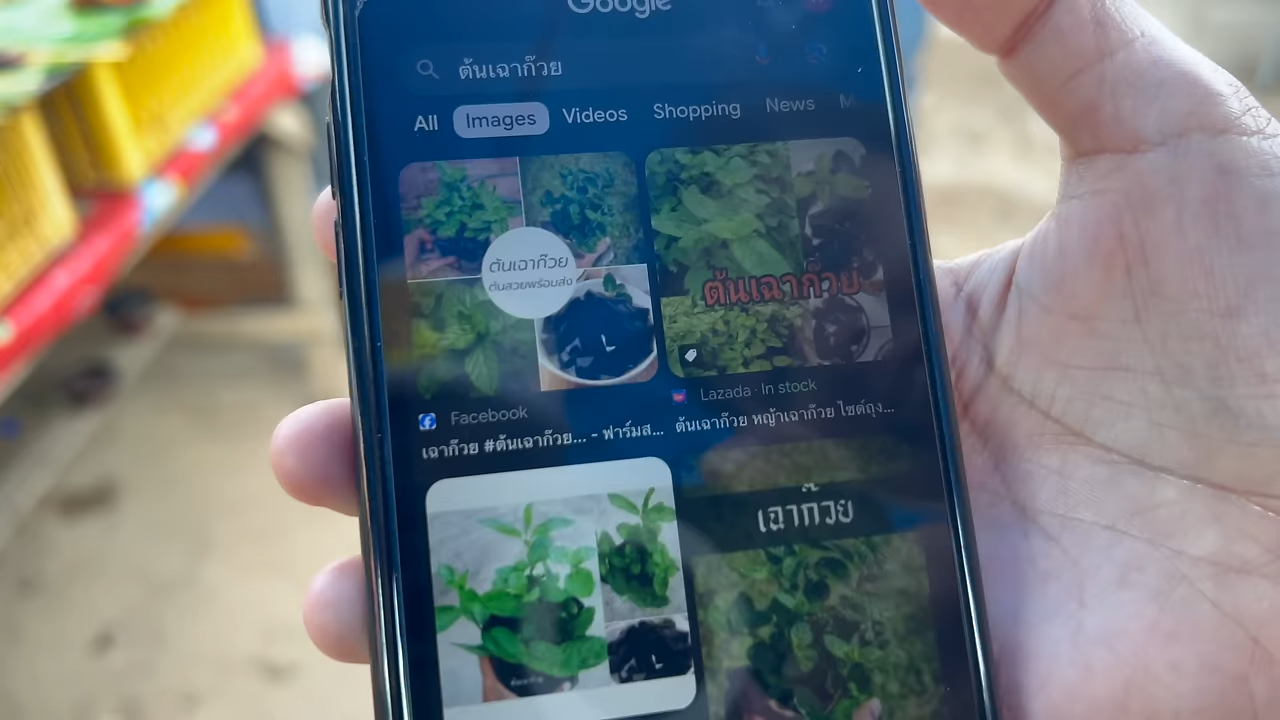 Google
ต้นเฉาก๊วย
All Images Videos Shopping News M
ต้นเฉาก๊วย
ต้นสวยพร้อมส่ง
ต้นเฉาก๊วย
Facebook
เฉาก๊วย #ต้นเฉาก๊วย... - ฟาร์มส...
Lazada · In stock
ต้นเฉาก๊วย หญ้าเฉาก๊วย ไซด์ถุง...
เฉาก๊วย